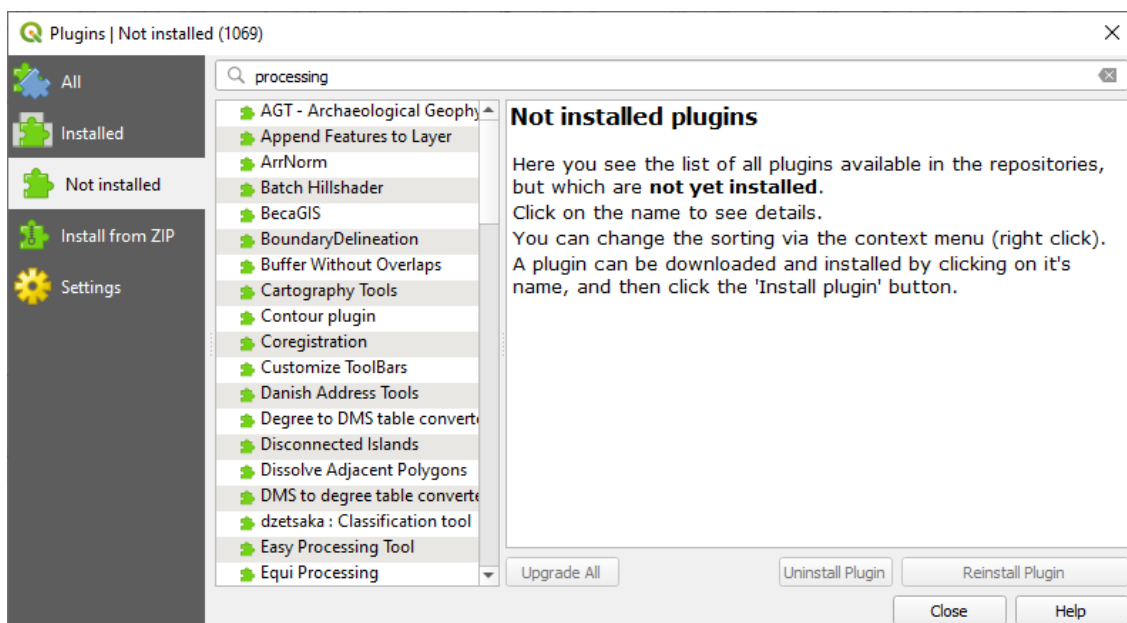 Plugins | Not installed (1069)
All
Installed
Not installed
Install from ZIP
Settings
processing
AGT - Archaeological Geophy
Append Features to Layer
ArrNorm
Batch Hillshader
BecaGIS
BoundaryDelineation
Buffer Without Overlaps
Cartography Tools
Contour plugin
Coregistration
Customize ToolBars
Danish Address Tools
Degree to DMS table converte
Disconnected Islands
Dissolve Adjacent Polygons
DMS to degree table converte
dzetsaka : Classification tool
Easy Processing Tool
Equi Processing
Not installed plugins
Here you see the list of all plugins available in the repositories,
but which are not yet installed.
Click on the name to see details.
You can change the sorting via the context menu (right click).
A plugin can be downloaded and installed by clicking on it's
name, and then click the 'Install plugin' button.
Upgrade All
Uninstall Plugin
Reinstall Plugin
Close
Help